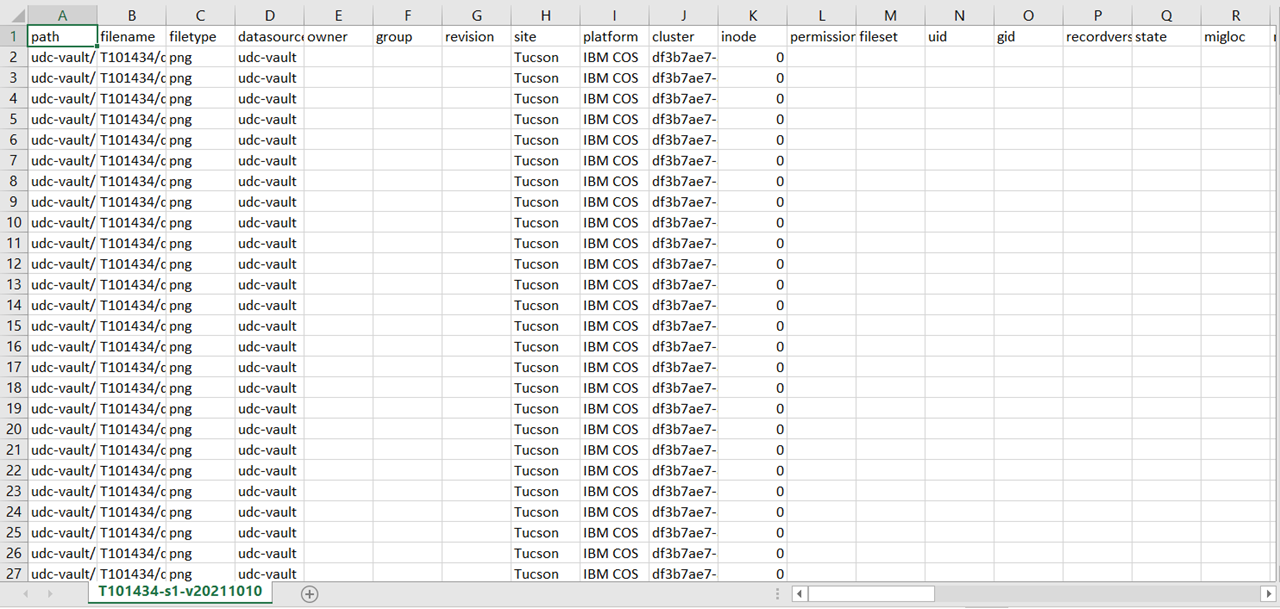 A B C D E F G H I J K L M N O P Q R
1 path filename filetype datasourc owner group revision site platform cluster inode permission fileset uid gid recordvers state migloc
2 udc-vault/ T101434/c png udc-vault Tucson IBM COS df3b7ae7- 0
3 udc-vault/ T101434/c png udc-vault Tucson IBM COS df3b7ae7- 0
4 udc-vault/ T101434/c png udc-vault Tucson IBM COS df3b7ae7- 0
5 udc-vault/ T101434/c png udc-vault Tucson IBM COS df3b7ae7- 0
6 udc-vault/ T101434/c png udc-vault Tucson IBM COS df3b7ae7- 0
7 udc-vault/ T101434/c png udc-vault Tucson IBM COS df3b7ae7- 0
8 udc-vault/ T101434/c png udc-vault Tucson IBM COS df3b7ae7- 0
9 udc-vault/ T101434/c png udc-vault Tucson IBM COS df3b7ae7- 0
10 udc-vault/ T101434/c png udc-vault Tucson IBM COS df3b7ae7- 0
11 udc-vault/ T101434/c png udc-vault Tucson IBM COS df3b7ae7- 0
12 udc-vault/ T101434/c png udc-vault Tucson IBM COS df3b7ae7- 0
13 udc-vault/ T101434/c png udc-vault Tucson IBM COS df3b7ae7- 0
14 udc-vault/ T101434/c png udc-vault Tucson IBM COS df3b7ae7- 0
15 udc-vault/ T101434/c png udc-vault Tucson IBM COS df3b7ae7- 0
16 udc-vault/ T101434/c png udc-vault Tucson IBM COS df3b7ae7- 0
17 udc-vault/ T101434/c png udc-vault Tucson IBM COS df3b7ae7- 0
18 udc-vault/ T101434/c png udc-vault Tucson IBM COS df3b7ae7- 0
19 udc-vault/ T101434/c png udc-vault Tucson IBM COS df3b7ae7- 0
20 udc-vault/ T101434/c png udc-vault Tucson IBM COS df3b7ae7- 0
21 udc-vault/ T101434/c png udc-vault Tucson IBM COS df3b7ae7- 0
22 udc-vault/ T101434/c png udc-vault Tucson IBM COS df3b7ae7- 0
23 udc-vault/ T101434/c png udc-vault Tucson IBM COS df3b7ae7- 0
24 udc-vault/ T101434/c png udc-vault Tucson IBM COS df3b7ae7- 0
25 udc-vault/ T101434/c png udc-vault Tucson IBM COS df3b7ae7- 0
26 udc-vault/ T101434/c png udc-vault Tucson IBM COS df3b7ae7- 0
27 udc-vault/ T101434/c png udc-vault Tucson IBM COS df3b7ae7- 0
T101434-s1-v20211010